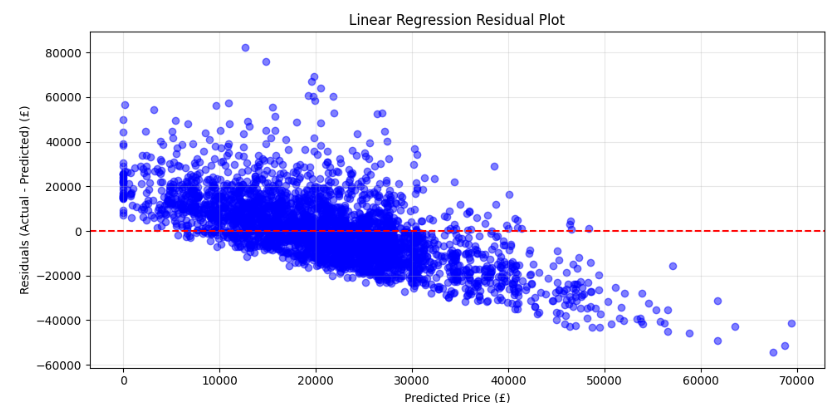 Linear Regression Residual Plot
Residuals (Actual - Predicted) (£)
80000
60000
40000
20000
0
−20000
−40000
−60000
0 10000 20000 30000 40000 50000 60000 70000
Predicted Price (£)